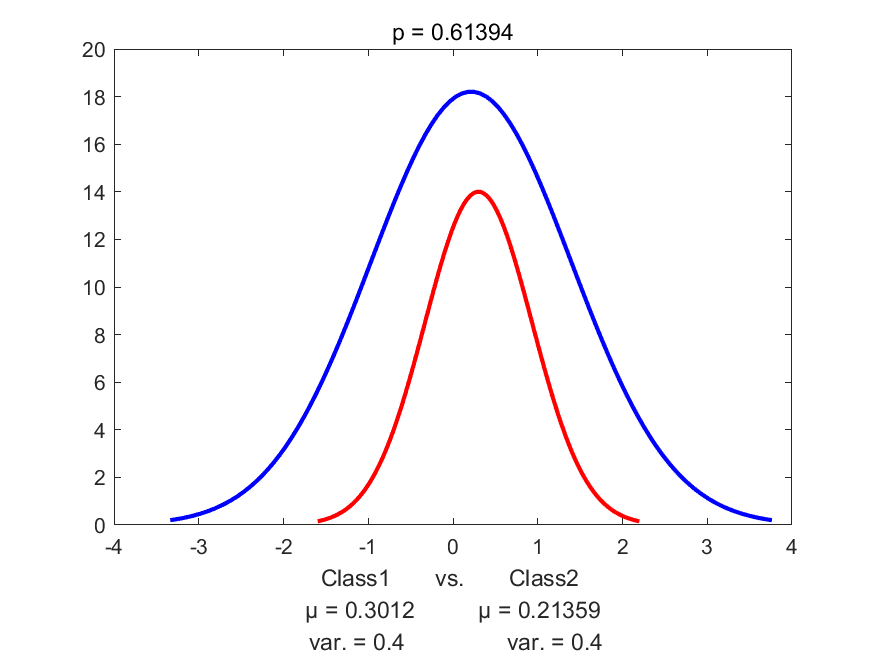 p = 0.61394
20
18
16
14
12
10
8
6
4
2
0
-4 -3 -2 -1 0 1 2 3 4
Class1 vs. Class2
μ = 0.3012 μ = 0.21359
var. = 0.4 var. = 0.4